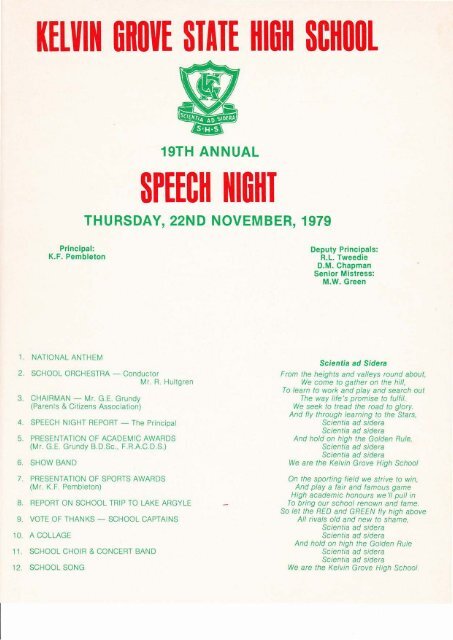 KELVIN GROVE STATE HIGH SCHOOL
SCIENTIA AD SIDERA
S·H·S
19TH ANNUAL
SPEECH NIGHT
THURSDAY, 22ND NOVEMBER, 1979
Principal:
K.F. Pembleton
Deputy Principals:
R.L. Tweedie
D.M. Chapman
Senior Mistress:
M.W. Green
1. NATIONAL ANTHEM
2. SCHOOL ORCHESTRA — Conductor
Mr. R. Hultgren
3. CHAIRMAN — Mr. G.E. Grundy
(Parents & Citizens Association)
4. SPEECH NIGHT REPORT — The Principal
5. PRESENTATION OF ACADEMIC AWARDS
(Mr. G.E. Grundy B.D.Sc., F.R.A.C.D.S.)
6. SHOW BAND
7. PRESENTATION OF SPORTS AWARDS
(Mr. K.F. Pembleton)
8. REPORT ON SCHOOL TRIP TO LAKE ARGYLE
9. VOTE OF THANKS — SCHOOL CAPTAINS
10. A COLLAGE
11. SCHOOL CHOIR & CONCERT BAND
12. SCHOOL SONG
Scientia ad Sidera
From the heights and valleys round about,
We come to gather on the hill,
To learn to work and play and search out
The way life's promise to fulfil.
We seek to tread the road to glory,
And fly through learning to the Stars,
Scientia ad sidera
Scientia ad sidera
And hold on high the Golden Rule,
Scientia ad sidera
Scientia ad sidera
We are the Kelvin Grove High School
On the sporting field we strive to win,
And play a fair and famous game
High academic honours we'll pull in
To bring our school renown and fame.
So let the RED and GREEN fly high above
All rivals old and new to shame,
Scientia ad sidera
Scientia ad sidera
And hold on high the Golden Rule
Scientia ad sidera
Scientia ad sidera
We are the Kelvin Grove High School.